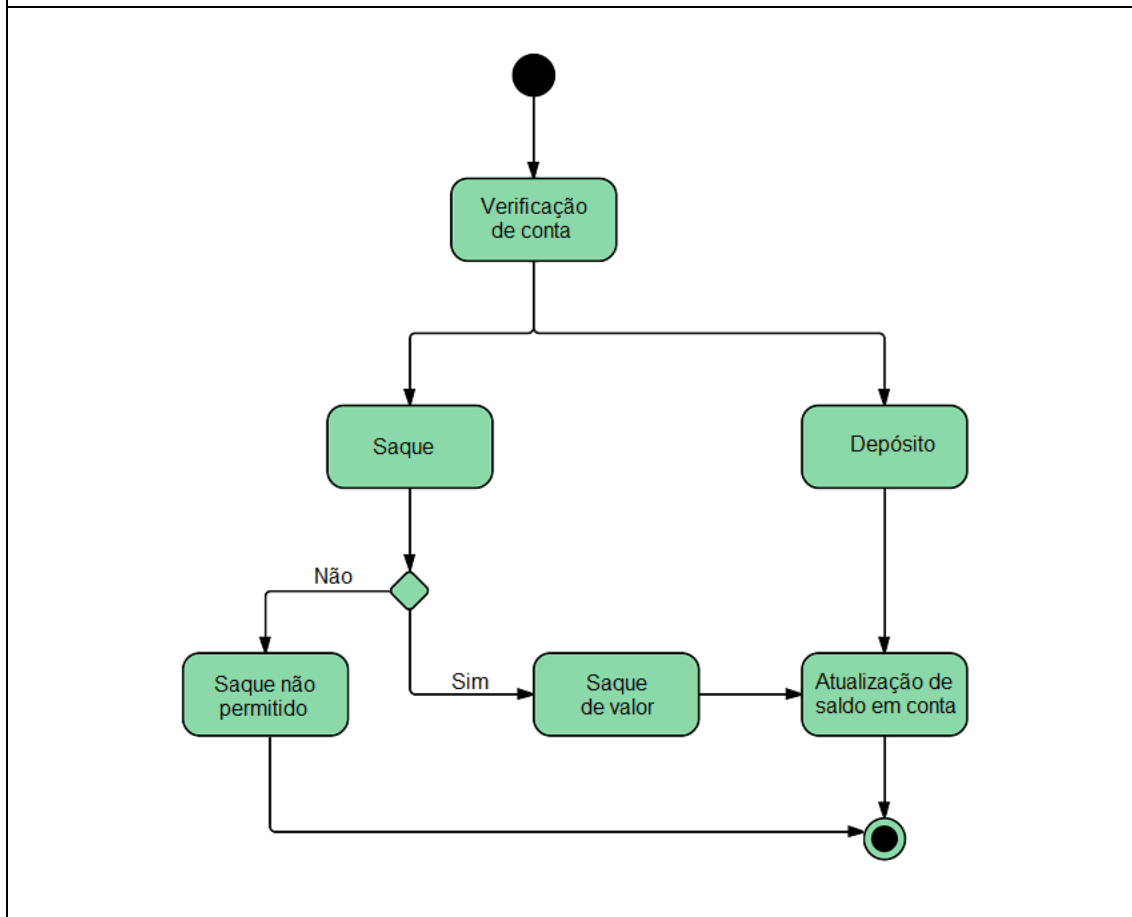 Verificação
de conta
Saque
Depósito
Não
Saque não
permitido
Sim
Saque
de valor
Atualização de
saldo em conta